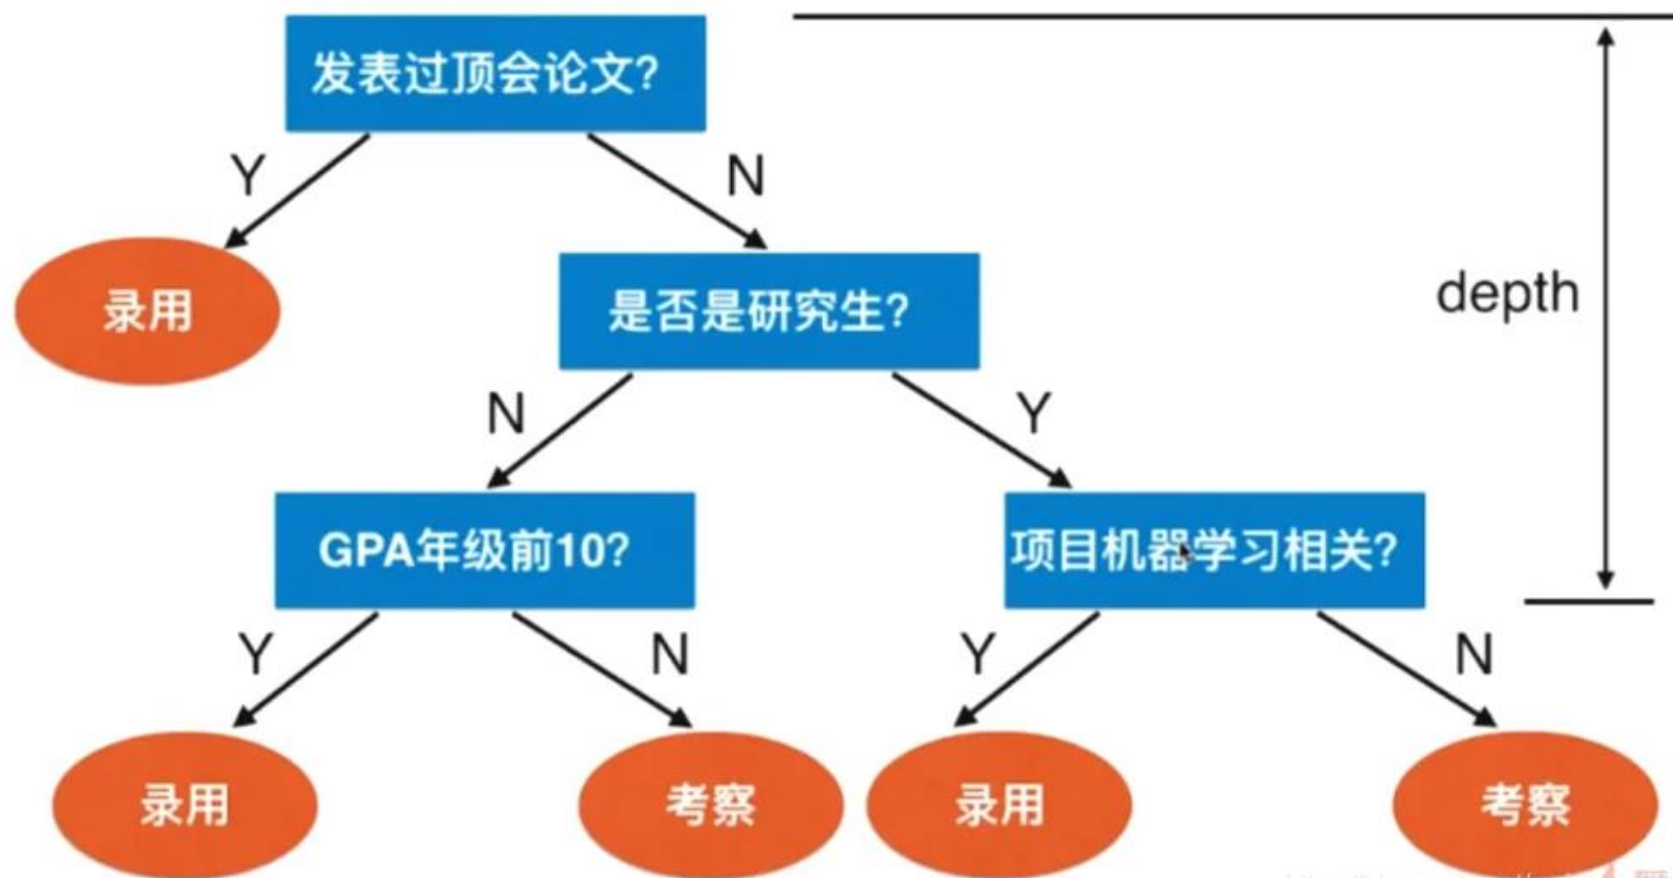 发表过顶会论文?
Y
N
录用
是否是研究生?
depth
N
Y
GPA年级前10?
项目机器学习相关?
Y
N
Y
N
录用
考察
录用
考察